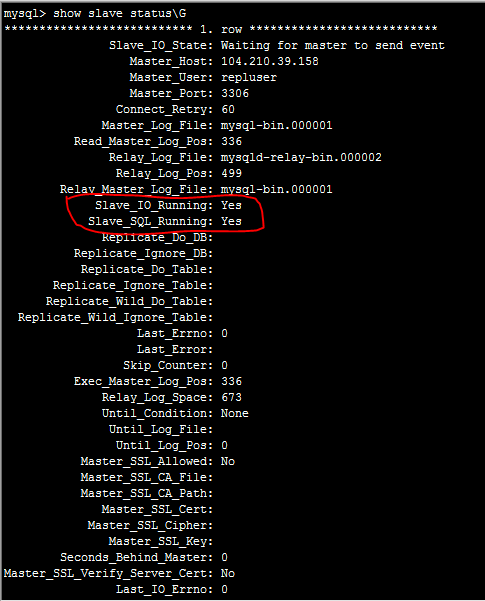 mysql> show slave status\G
*************************** 1. row ***************************
Slave_IO_State: Waiting for master to send event
Master_Host: 104.210.39.158
Master_User: repluser
Master_Port: 3306
Connect_Retry: 60
Master_Log_File: mysql-bin.000001
Read_Master_Log_Pos: 336
Relay_Log_File: mysqld-relay-bin.000002
Relay_Log_Pos: 499
Relay_Master_Log_File: mysql-bin.000001
Slave_IO_Running: Yes
Slave_SQL_Running: Yes
Replicate_Do_DB:
Replicate_Ignore_DB:
Replicate_Do_Table:
Replicate_Ignore_Table:
Replicate_Wild_Do_Table:
Replicate_Wild_Ignore_Table:
Last_Errno: 0
Last_Error:
Skip_Counter: 0
Exec_Master_Log_Pos: 336
Relay_Log_Space: 673
Until_Condition: None
Until_Log_File:
Until_Log_Pos: 0
Master_SSL_Allowed: No
Master_SSL_CA_File:
Master_SSL_CA_Path:
Master_SSL_Cert:
Master_SSL_Cipher:
Master_SSL_Key:
Seconds_Behind_Master: 0
Master_SSL_Verify_Server_Cert: No
Last_IO_Errno: 0